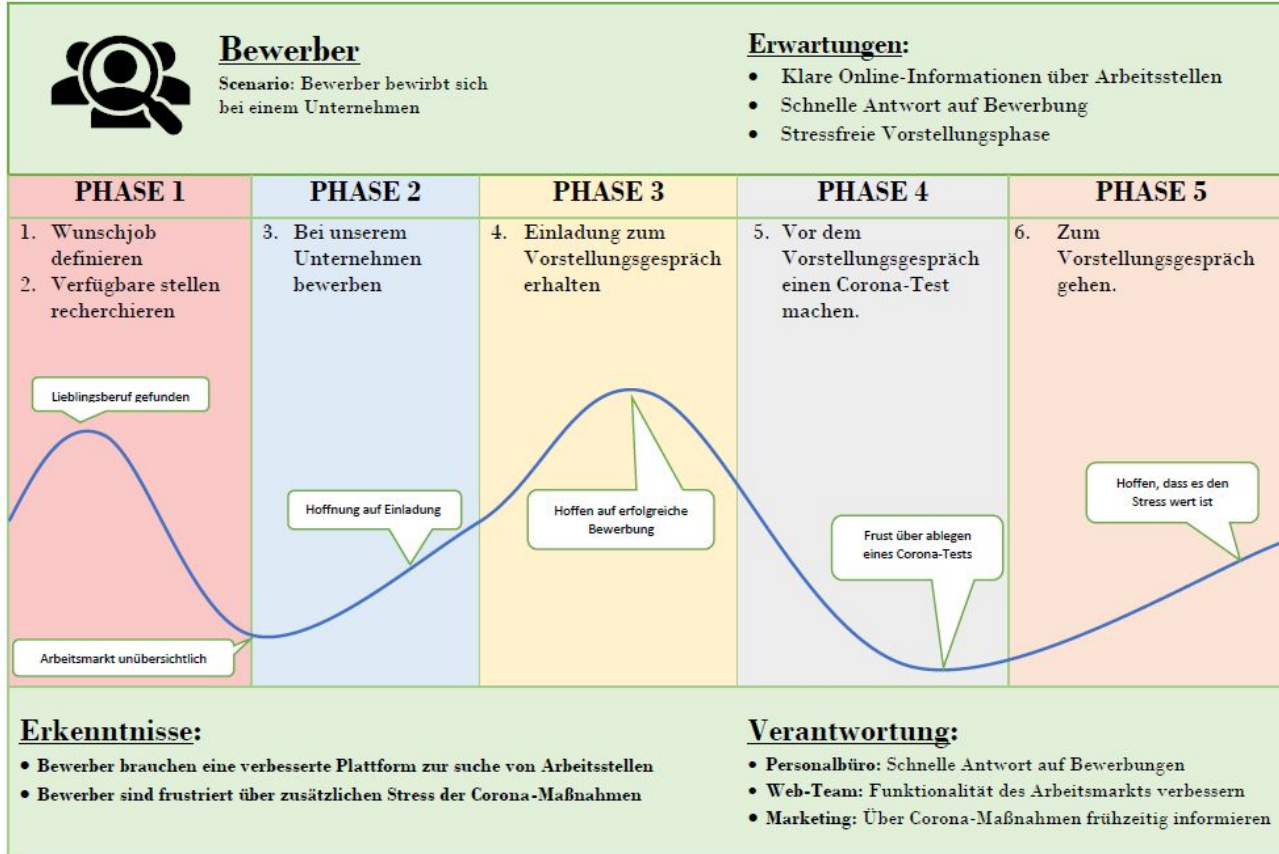 Bewerber
Scenario: Bewerber bewirbt sich
bei einem Unternehmen
Erwartungen:
• Klare Online-Informationen über Arbeitsstellen
• Schnelle Antwort auf Bewerbung
• Stressfreie Vorstellungsphase
PHASE 1
1. Wunschjob
definieren
2. Verfügbare stellen
recherchieren
Lieblingsberuf gefunden
Arbeitsmarkt unübersichtlich
PHASE 2
3. Bei unserem
Unternehmen
bewerben
Hoffnung auf Einladung
PHASE 3
4. Einladung zum
Vorstellungsgespräch
erhalten
Hoffen auf erfolgreiche
Bewerbung
PHASE 4
5. Vor dem
Vorstellungsgespräch
einen Corona-Test
machen.
Frust über ablegen
eines Corona-Tests
PHASE 5
6. Zum
Vorstellungsgespräch
gehen.
Hoffen, dass es den
Stress wert ist
Erkenntnisse:
• Bewerber brauchen eine verbesserte Plattform zur suche von Arbeitsstellen
• Bewerber sind frustriert über zusätzlichen Stress der Corona-Maßnahmen
Verantwortung:
• Personalbüro: Schnelle Antwort auf Bewerbungen
• Web-Team: Funktionalität des Arbeitsmarkts verbessern
• Marketing: Über Corona-Maßnahmen frühzeitig informieren